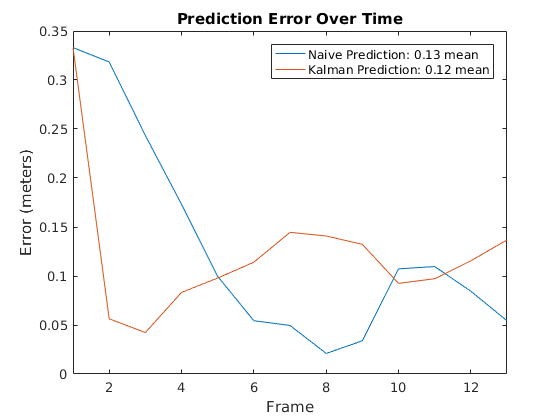 Prediction Error Over Time
Naive Prediction: 0.13 mean
Kalman Prediction: 0.12 mean
0.35
0.3
0.25
0.2
0.15
0.1
0.05
0
Error (meters)
2 4 6 8 10 12
Frame